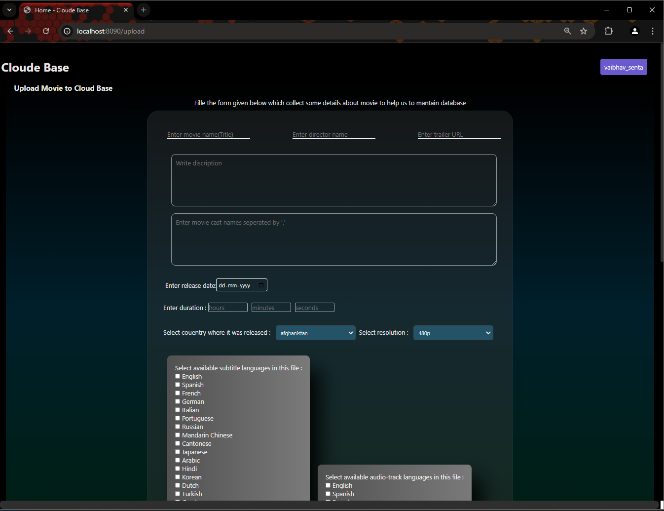 Home - Cloude Base
localhost:8090/upload
Cloude Base
vaibhav_senta
Upload Movie to Cloud Base
Fille the form given below which collect some details about movie to help us to mantain database
Enter movie name(Title) Enter director name Enter trailer URL
Write discription
Enter movie cast names seperated by ','
Enter release date: dd-mm-yyyy
Enter duration : hours minutes seconds
Select couentry where it was released : afghanistan Select resolution : 480p
Select available subtitle languages in this file :
English
Spanish
French
German
Italian
Portuguese
Russian
Mandarin Chinese
Cantonese
Japanese
Arabic
Hindi
Korean
Dutch
Turkish
Select available audio-track languages in this file :
English
Spanish